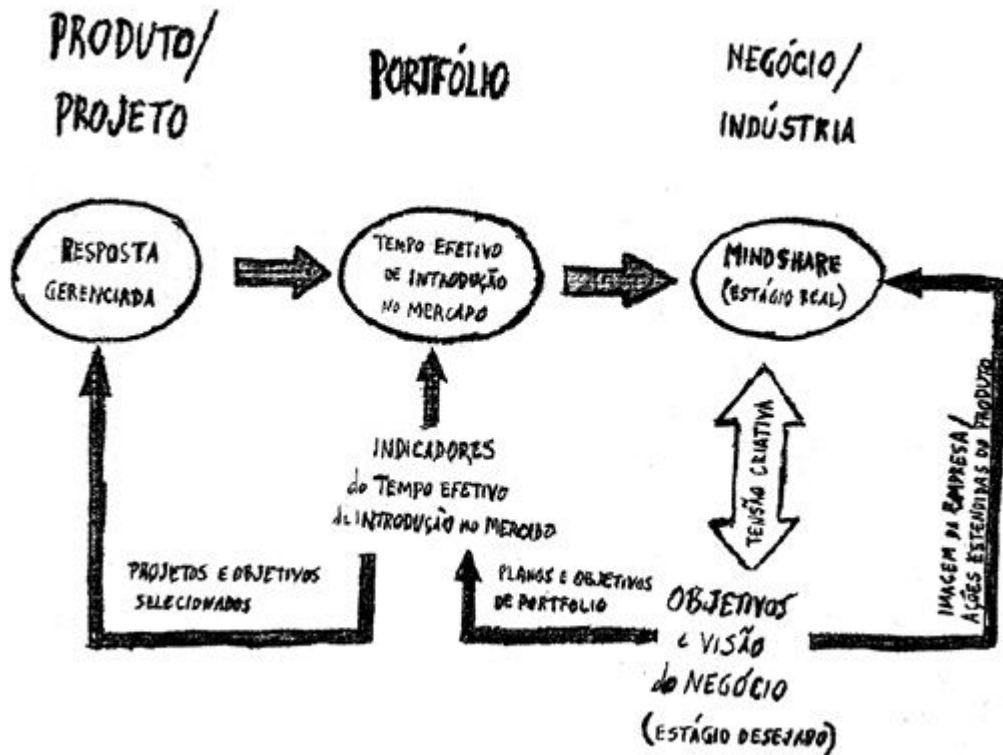 PRODUTO/
PROJETO
PORTFÓLIO
NEGÓCIO/
INDÚSTRIA
RESPOSTA
GERENCIADA
TEMPO EFETIVO
DE INTRODUÇÃO
NO MERCADO
MINDSHARE
(ESTÁGIO REAL)
INDICADORES
do TEMPO EFETIVO
de INTRODUÇÃO no MERCADO
TENSÃO CRIATIVA
IMAGEM DA EMPRESA/
AÇÕES ESTENDIDAS DO PRODUTO
PROJETOS E OBJETIVOS
SELECIONADOS
PLANOS E OBJETIVOS
DE PORTFOLIO
OBJETIVOS
e VISÃO
do NEGÓCIO
(ESTÁGIO DESEJADO)